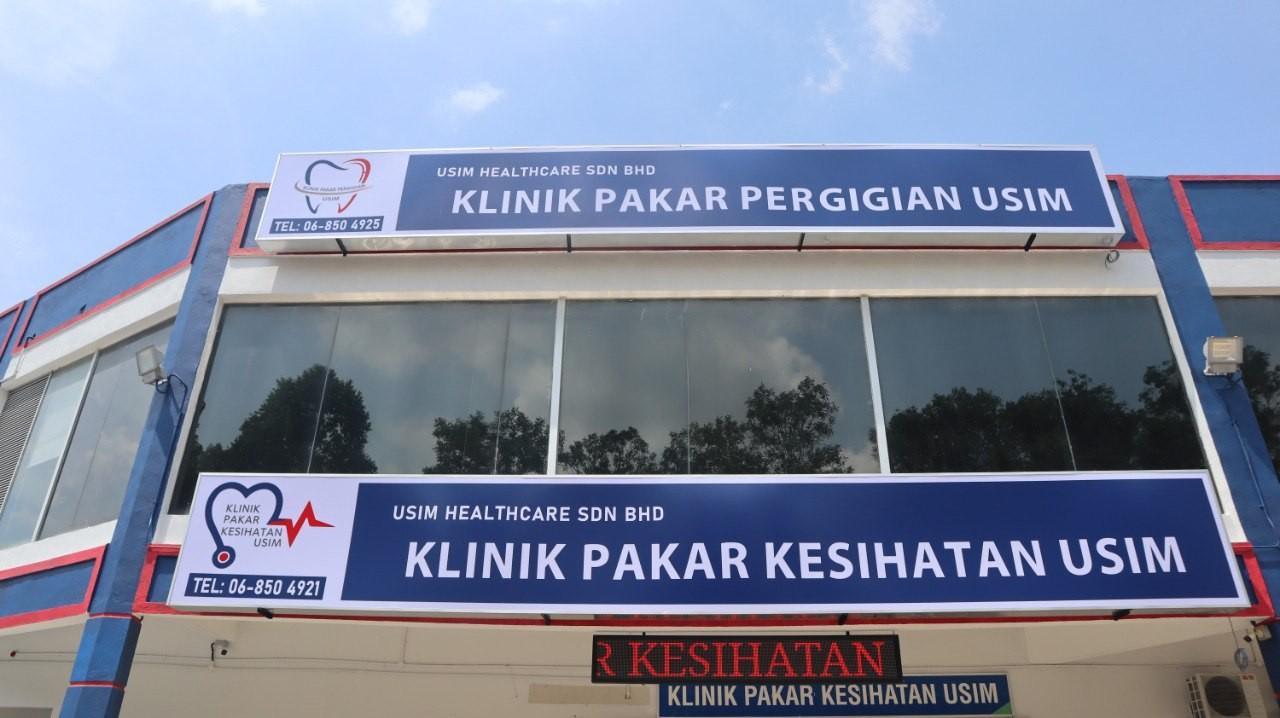 USIM HEALTHCARE SDN BHD
KLINIK PAKAR PERGIGIAN USIM
KLINIK PAKAR PERGIGIAN
USIM
TEL: 06-850 4925
USIM HEALTHCARE SDN BHD
KLINIK PAKAR KESIHATAN USIM
KLINIK
PAKAR
KESIHATAN
USIM
TEL: 06-850 4921
R KESIHATAN
KLINIK PAKAR KESIHATAN USIM